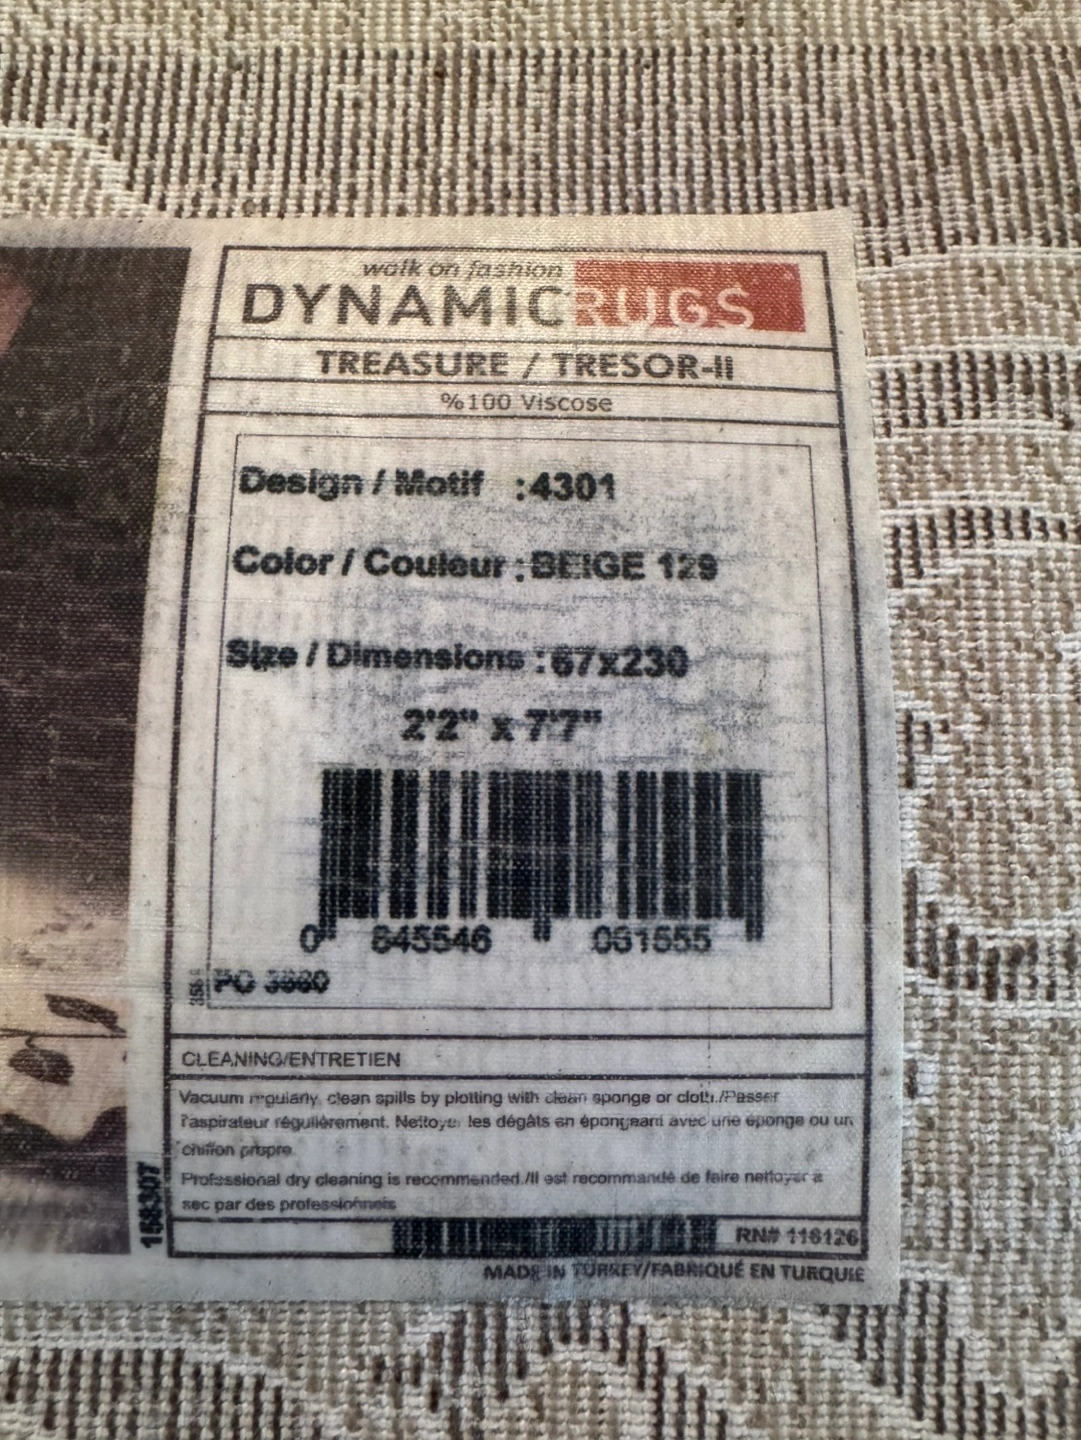 walk on fashion
DYNAMIC RUGS
TREASURE / TRESOR-II
%100 Viscose
Design / Motif :4301
Color / Couleur : BEIGE 129
Size / Dimensions : 67x230
2'2" x 7'7"
0 845546 081555
PO 3880
CLEANING/ENTRETIEN
Vacuum regularly, clean spills by plotting with clean sponge or cloth./Passer
l'aspirateur régulièrement. Nettoyer les dégâts en épongeant avec une éponge ou un
chiffon propre.
Professional dry cleaning is recommended./Il est recommandé de faire nettoyer a
sec par des professionnels
158307
RN# 116126
MADE IN TURKEY/FABRIQUÉ EN TURQUIE